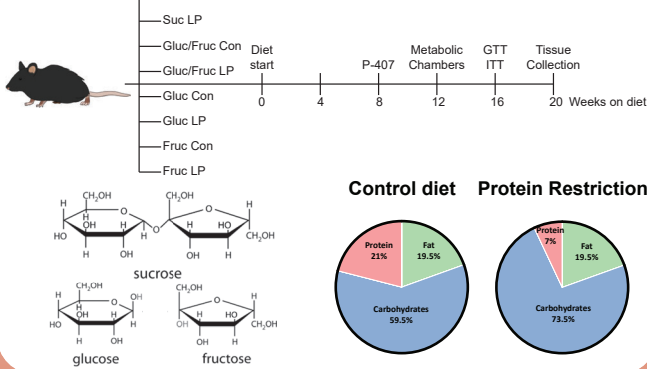 Suc LP
Gluc/Fruc Con
Gluc/Fruc LP
Gluc Con
Gluc LP
Fruc Con
Fruc LP
Diet
start
P-407
Metabolic
Chambers
GTT
ITT
Tissue
Collection
0 4 8 12 16 20 Weeks on diet
CH₂OH
H
O
H
OH
H
HO
H
OH
H
O
CH₂OH
O
H
H
HO
CH₂OH
OH
H
sucrose
CH₂OH
H
O
OH
H
OH
H
HO
H
H
OH
glucose
CH₂OH
O
H
H
HO
OH
CH₂OH
OH
H
fructose
Control diet
Protein
21%
Fat
19.5%
Carbohydrates
59.5%
Protein Restriction
Protein
7%
Fat
19.5%
Carbohydrates
73.5%